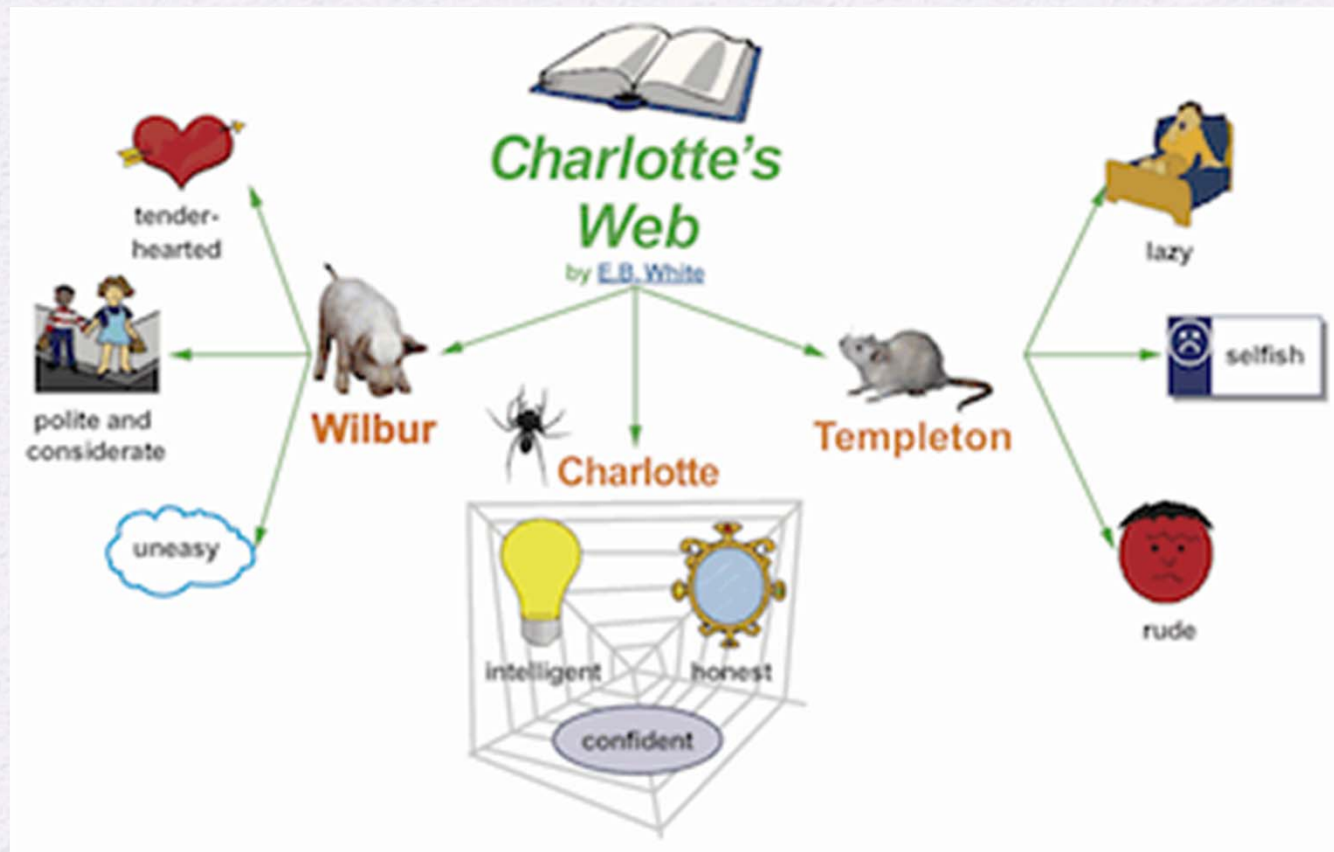 Charlotte's
Web
by E.B. White
tender-
hearted
polite and
considerate
uneasy
Wilbur
Charlotte
intelligent
honest
confident
Templeton
lazy
selfish
rude